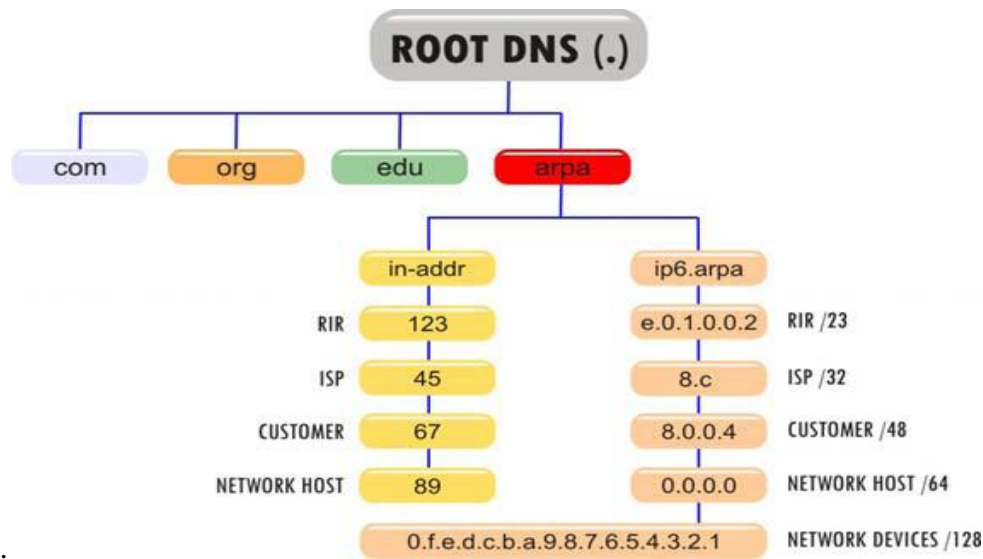 ROOT DNS (.)
com org edu arpa
in-addr ip6.arpa
RIR 123 e.0.1.0.0.2 RIR /23
ISP 45 8.c ISP /32
CUSTOMER 67 8.0.0.4 CUSTOMER /48
NETWORK HOST 89 0.0.0.0 NETWORK HOST /64
0.f.e.d.c.b.a.9.8.7.6.5.4.3.2.1 NETWORK DEVICES /128
.